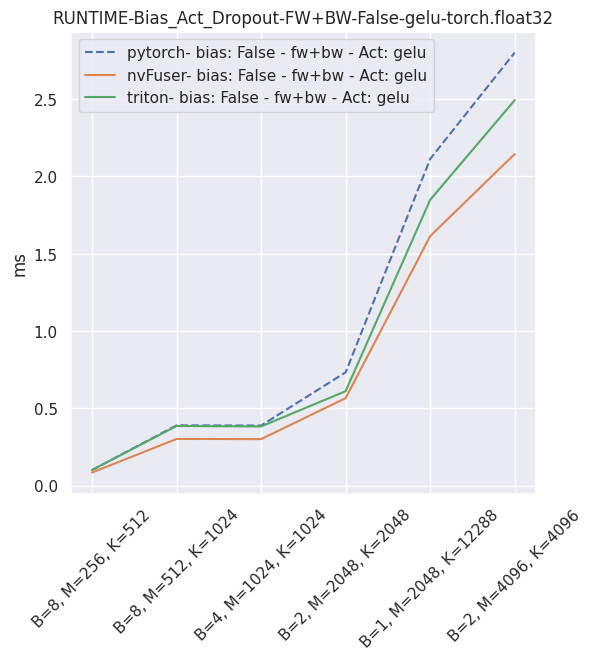 RUNTIME-Bias_Act_Dropout-FW+BW-False-gelu-torch.float32
pytorch- bias: False - fw+bw - Act: gelu
nvFuser- bias: False - fw+bw - Act: gelu
triton- bias: False - fw+bw - Act: gelu
2.5
2.0
1.5
1.0
0.5
0.0
ms
B=8, M=256, K=512
B=8, M=512, K=1024
B=4, M=1024, K=1024
B=2, M=2048, K=2048
B=1, M=2048, K=12288
B=2, M=4096, K=4096